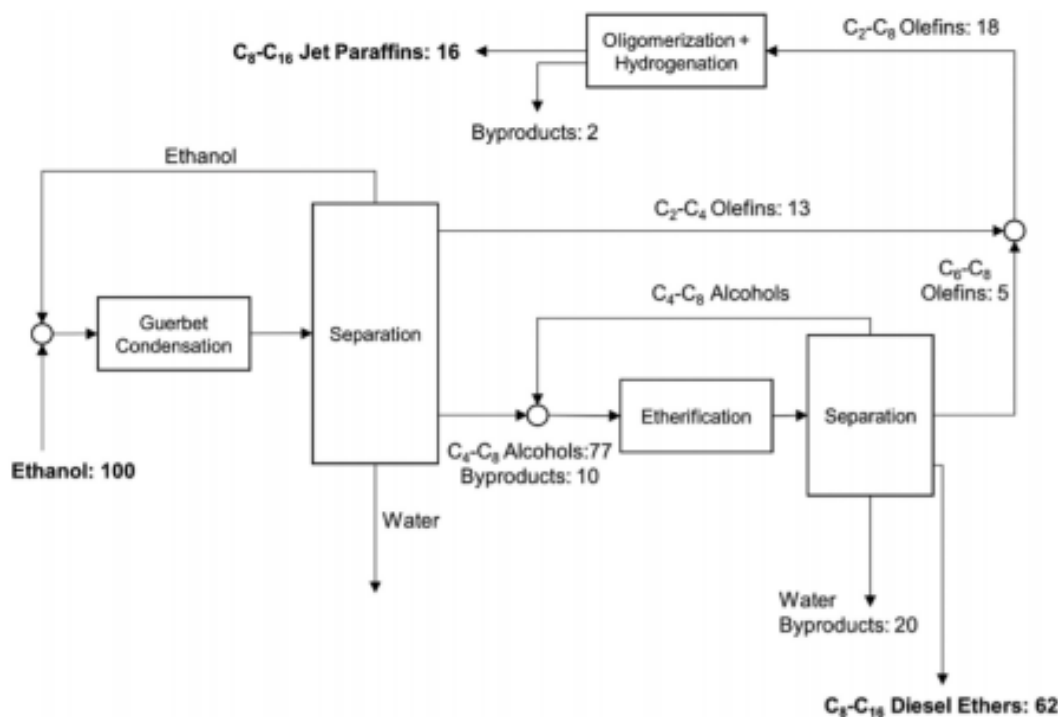 C₂-C₈ Olefins: 18
C₈-C₁₆ Jet Paraffins: 16
Oligomerization +
Hydrogenation
Byproducts: 2
Ethanol
C₂-C₄ Olefins: 13
C₆-C₈
Olefins: 5
C₄-C₈ Alcohols
Guerbet
Condensation
Separation
Etherification
Separation
C₄-C₈ Alcohols:77
Byproducts: 10
Ethanol: 100
Water
Water
Byproducts: 20
C₈-C₁₆ Diesel Ethers: 62